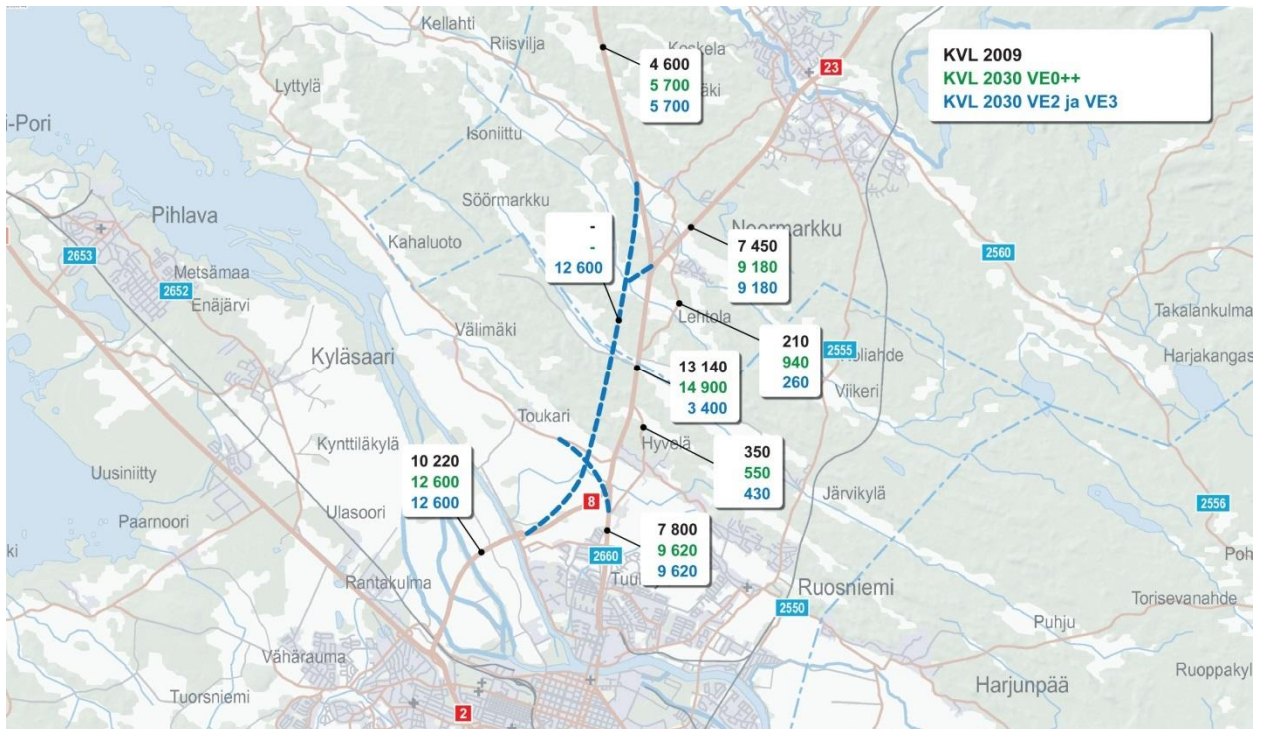 Kellahti
Riisvilja
Koskela
KVL 2009
KVL 2030 VE0++
KVL 2030 VE2 ja VE3
4 600
5 700
5 700
23
Lyttylä
i-Pori
Isoniittu
Söörmarkku
Pihlava
Kahaluoto
-
-
12 600
Noormarkku
7 450
9 180
9 180
2653
2652
2560
Metsämaa
Enäjärvi
Takalankulma
Välimäki
Lehtola
Kyläsaari
210
940
260
2555
Harjakangas
Viikeri
13 140
14 900
3 400
Toukari
Hyvelä
Kynttiläkylä
350
550
430
10 220
12 600
12 600
Uusiniitty
Järvikylä
8
2556
Ulasoori
Paarnoori
ki
7 800
9 620
9 620
2660
Poh
Rantakulma
Ruosniemi
2550
Torisevanahde
Puhju
Vähärauma
Ruoppakyl
Harjunpää
Tuorsniemi
2